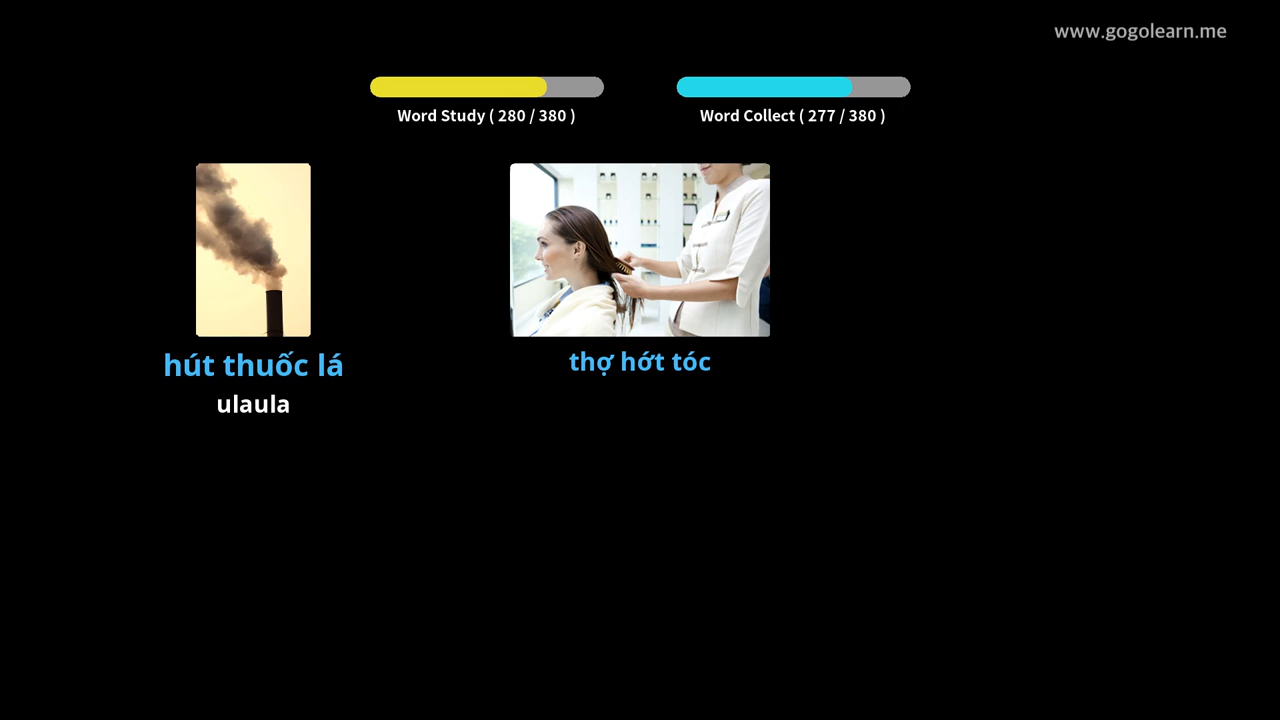 www.gogolearn.me
Word Study ( 280 / 380 )
Word Collect ( 277 / 380 )
hút thuốc lá
ulaula
thợ hớt tóc